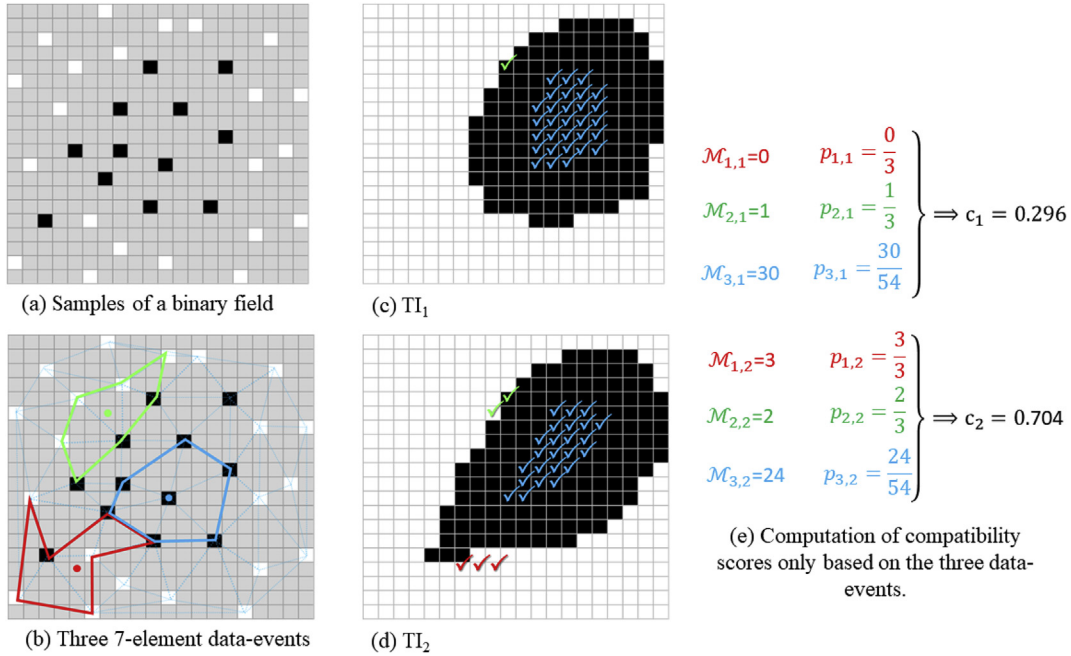 (a) Samples of a binary field
(c) TI₁
ℳ₁,₁=0 p₁,₁ = 0/3
ℳ₂,₁=1 p₂,₁ = 1/3
ℳ₃,₁=30 p₃,₁ = 30/54
⟹ c₁ = 0.296
(b) Three 7-element data-events
(d) TI₂
ℳ₁,₂=3 p₁,₂ = 3/3
ℳ₂,₂=2 p₂,₂ = 2/3
ℳ₃,₂=24 p₃,₂ = 24/54
⟹ c₂ = 0.704
(e) Computation of compatibility
scores only based on the three data-
events.